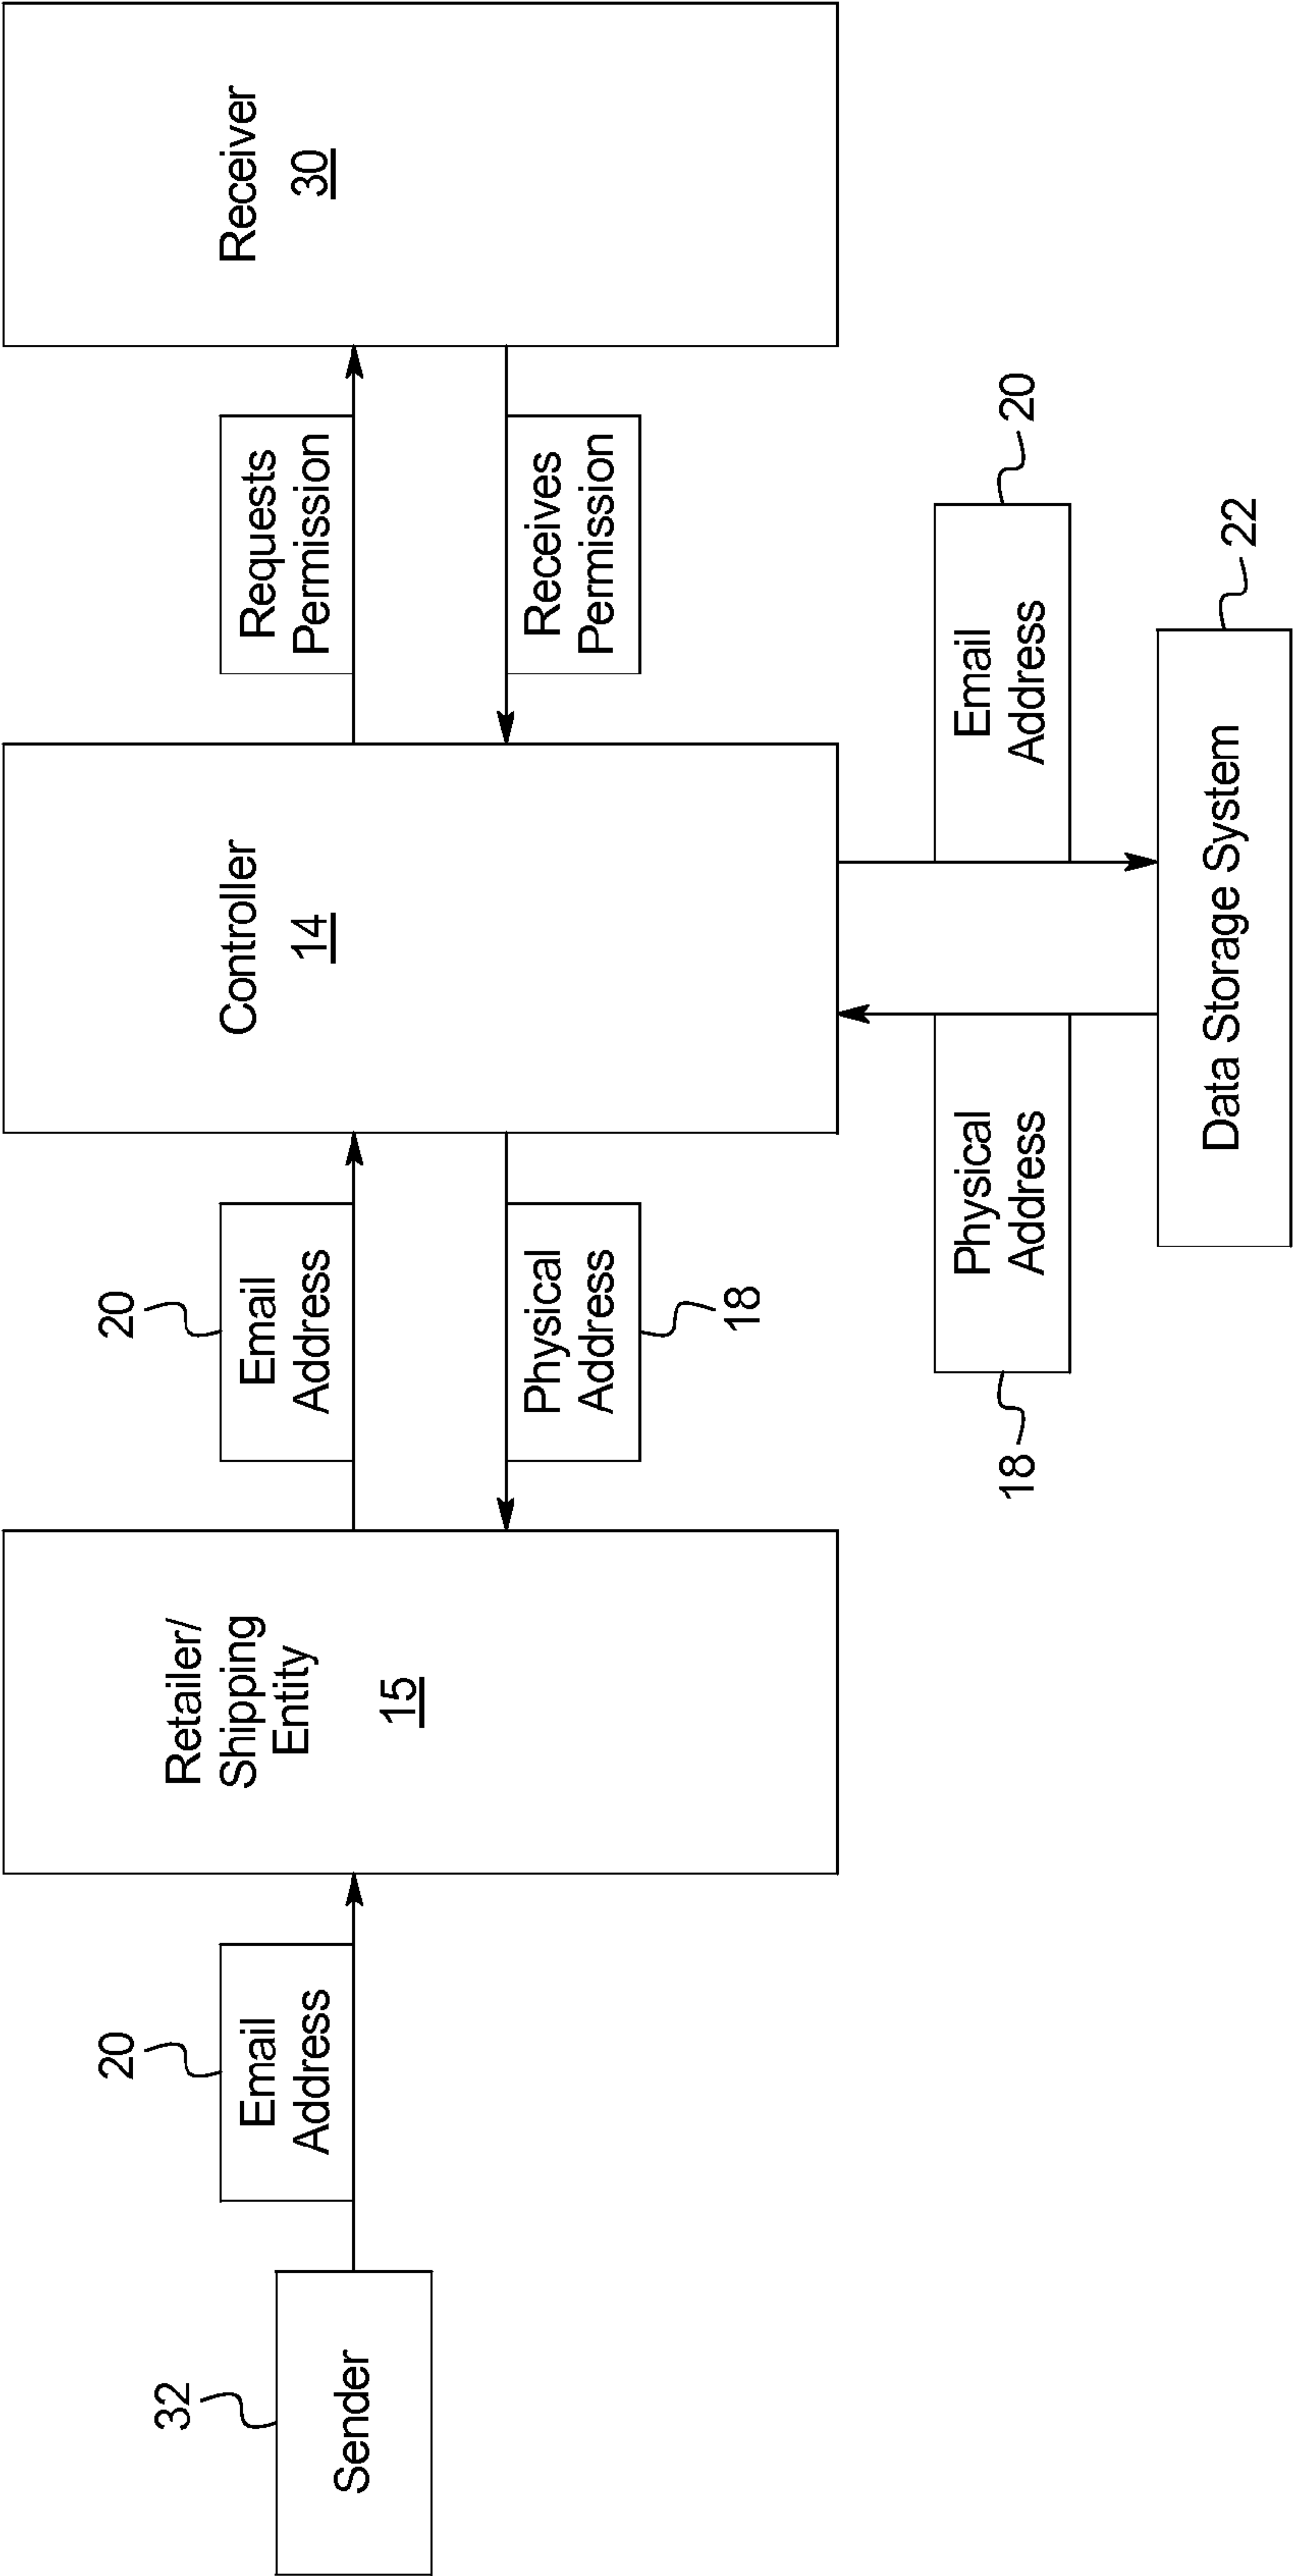 32
Sender
20
Email
Address
Retailer/
Shipping
Entity
15
20
Email
Address
Physical
Address
18
Controller
14
Requests
Permission
Receives
Permission
Receiver
30
18
Physical
Address
Email
Address
20
Data Storage System
22